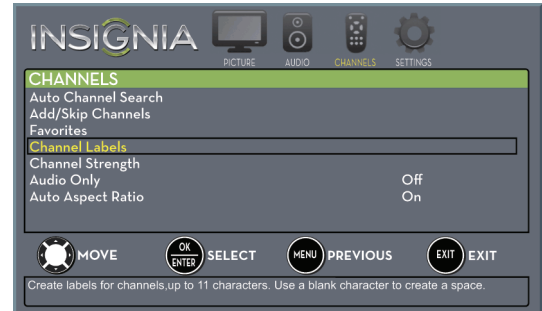 INSIGNIA
PICTURE AUDIO CHANNELS SETTINGS
CHANNELS
Auto Channel Search
Add/Skip Channels
Favorites
Channel Labels
Channel Strength
Audio Only Off
Auto Aspect Ratio On
MOVE OK ENTER SELECT MENU PREVIOUS EXIT EXIT
Create labels for channels,up to 11 characters. Use a blank character to create a space.